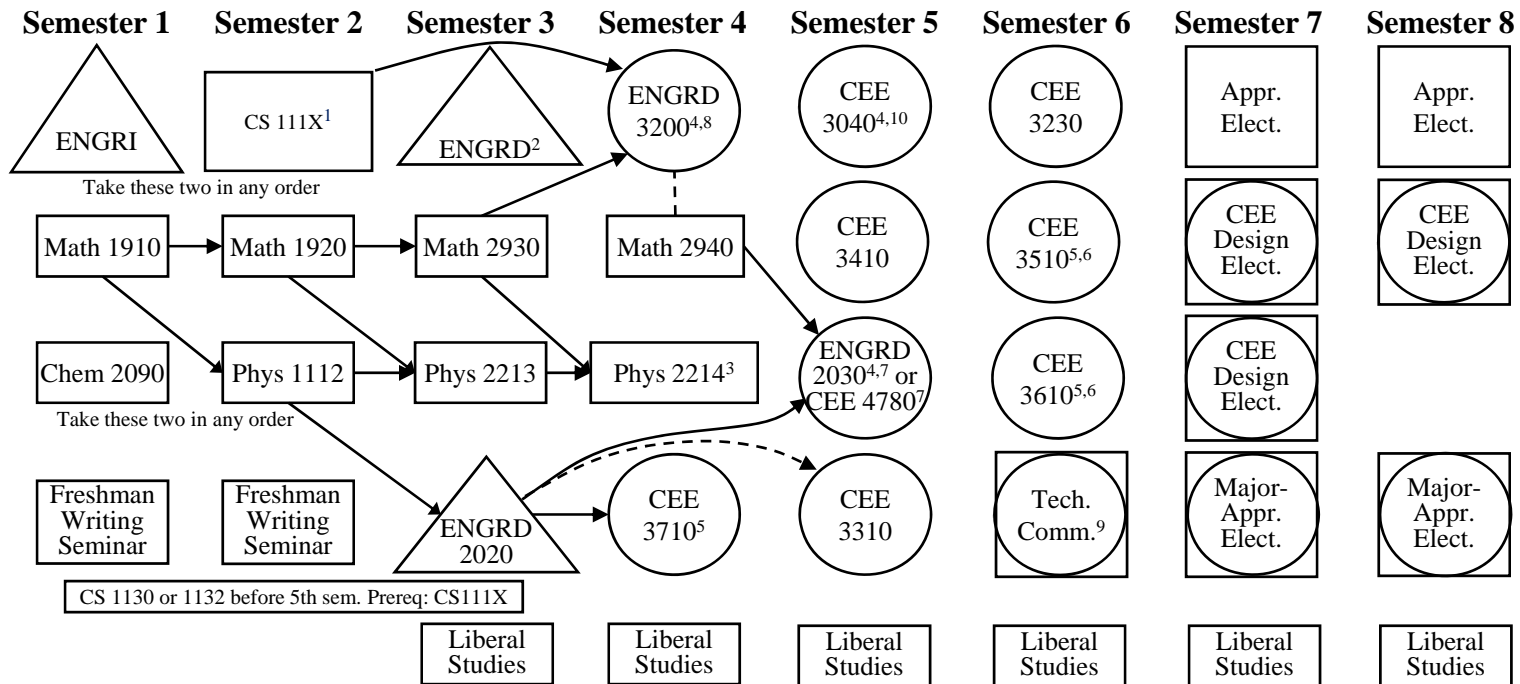 Semester 1 Semester 2 Semester 3 Semester 4 Semester 5 Semester 6 Semester 7 Semester 8
ENGRI
CS 111X¹
ENGRD²
ENGRD
3200⁴,⁸
CEE
3040⁴,¹⁰
CEE
3230
Appr.
Elect.
Appr.
Elect.
Take these two in any order
Math 1910
Math 1920
Math 2930
Math 2940
CEE
3410
CEE
3510⁵,⁶
CEE
Design
Elect.
CEE
Design
Elect.
Chem 2090
Phys 1112
Phys 2213
Phys 2214³
ENGRD
2030⁴,⁷ or
CEE 4780⁷
CEE
3610⁵,⁶
CEE
Design
Elect.
Take these two in any order
Freshman
Writing
Seminar
Freshman
Writing
Seminar
ENGRD
2020
CEE
3710⁵
CEE
3310
Tech.
Comm.⁹
Major-
Appr.
Elect.
Major-
Appr.
Elect.
CS 1130 or 1132 before 5th sem. Prereq: CS111X
Liberal
Studies
Liberal
Studies
Liberal
Studies
Liberal
Studies
Liberal
Studies
Liberal
Studies